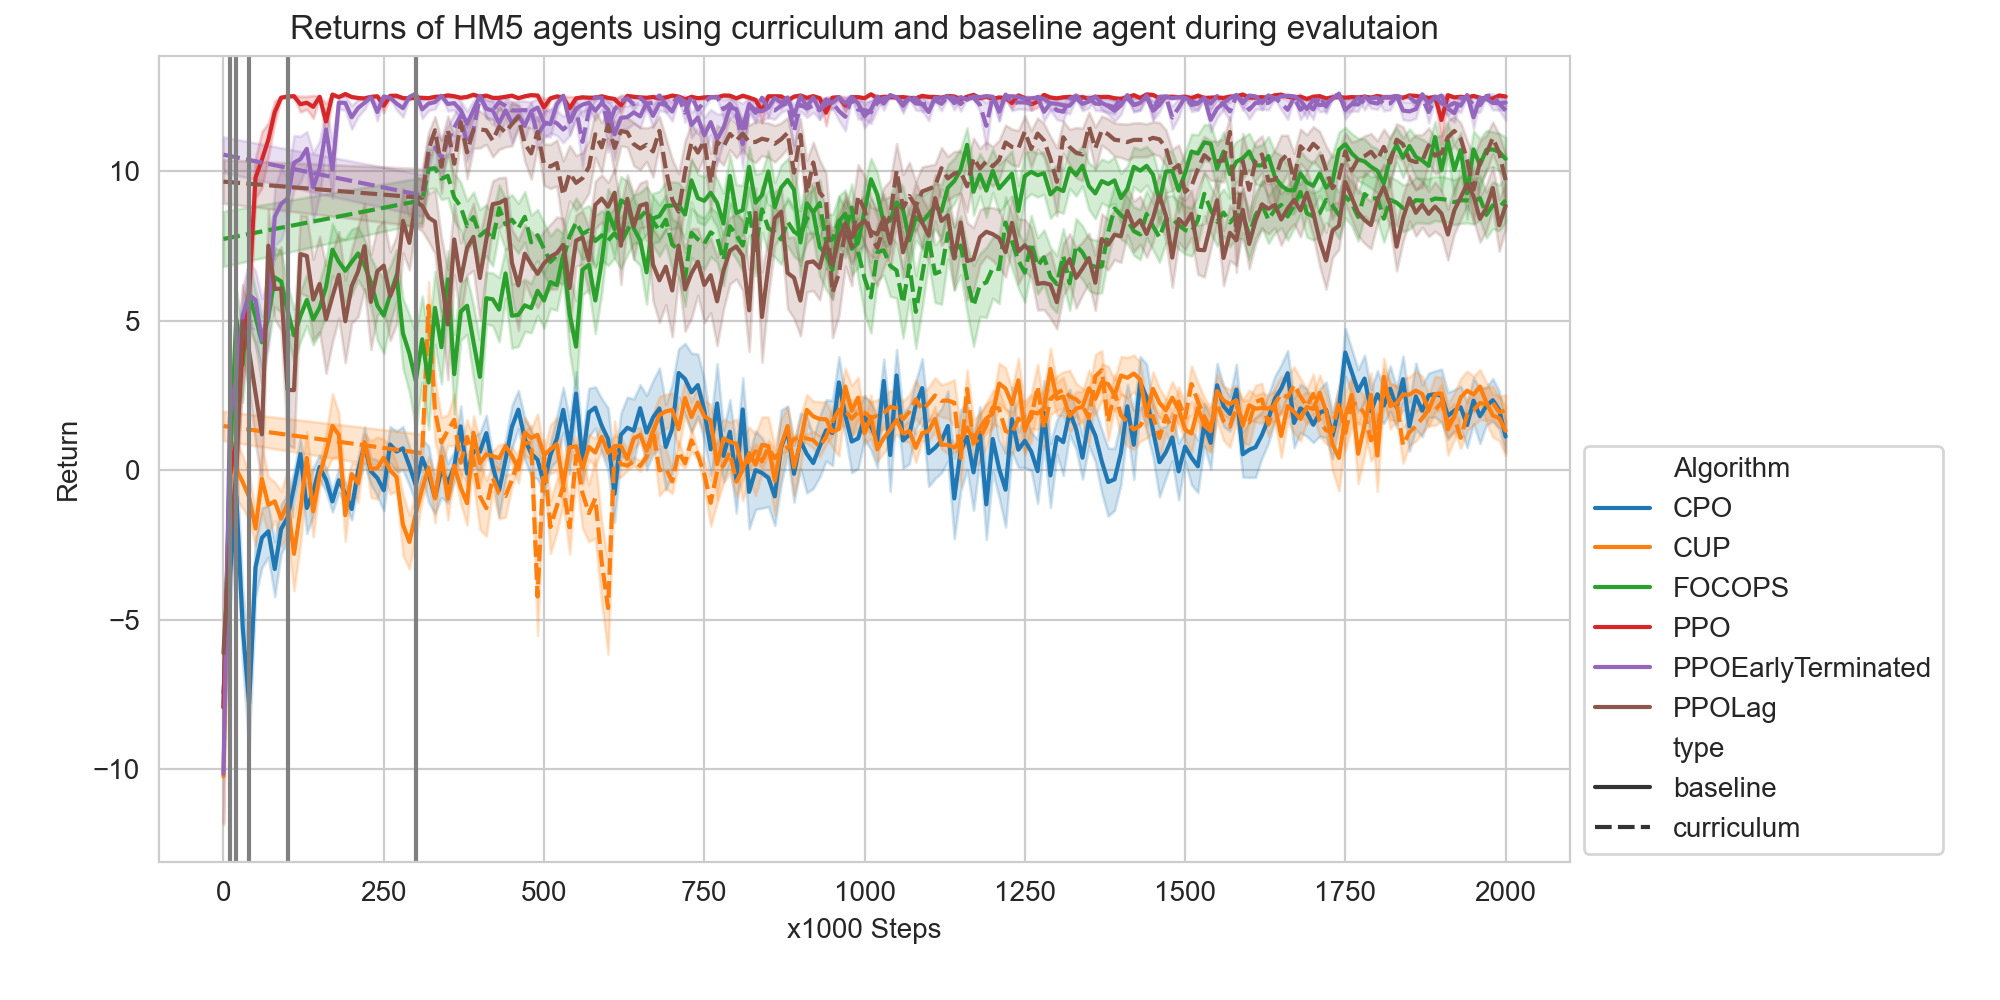 Returns of HM5 agents using curriculum and baseline agent during evalutaion
Return
10
5
0
−5
−10
0 250 500 750 1000 1250 1500 1750 2000
x1000 Steps
Algorithm
CPO
CUP
FOCOPS
PPO
PPOEarlyTerminated
PPOLag
type
baseline
curriculum